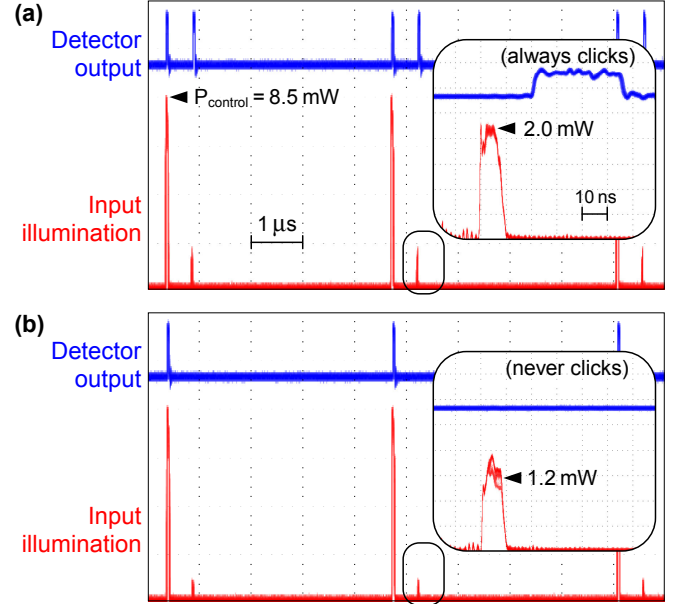 (a)
Detector
output
(always clicks)
P_control = 8.5 mW
2.0 mW
Input
illumination
1 μs
10 ns
(b)
Detector
output
(never clicks)
1.2 mW
Input
illumination